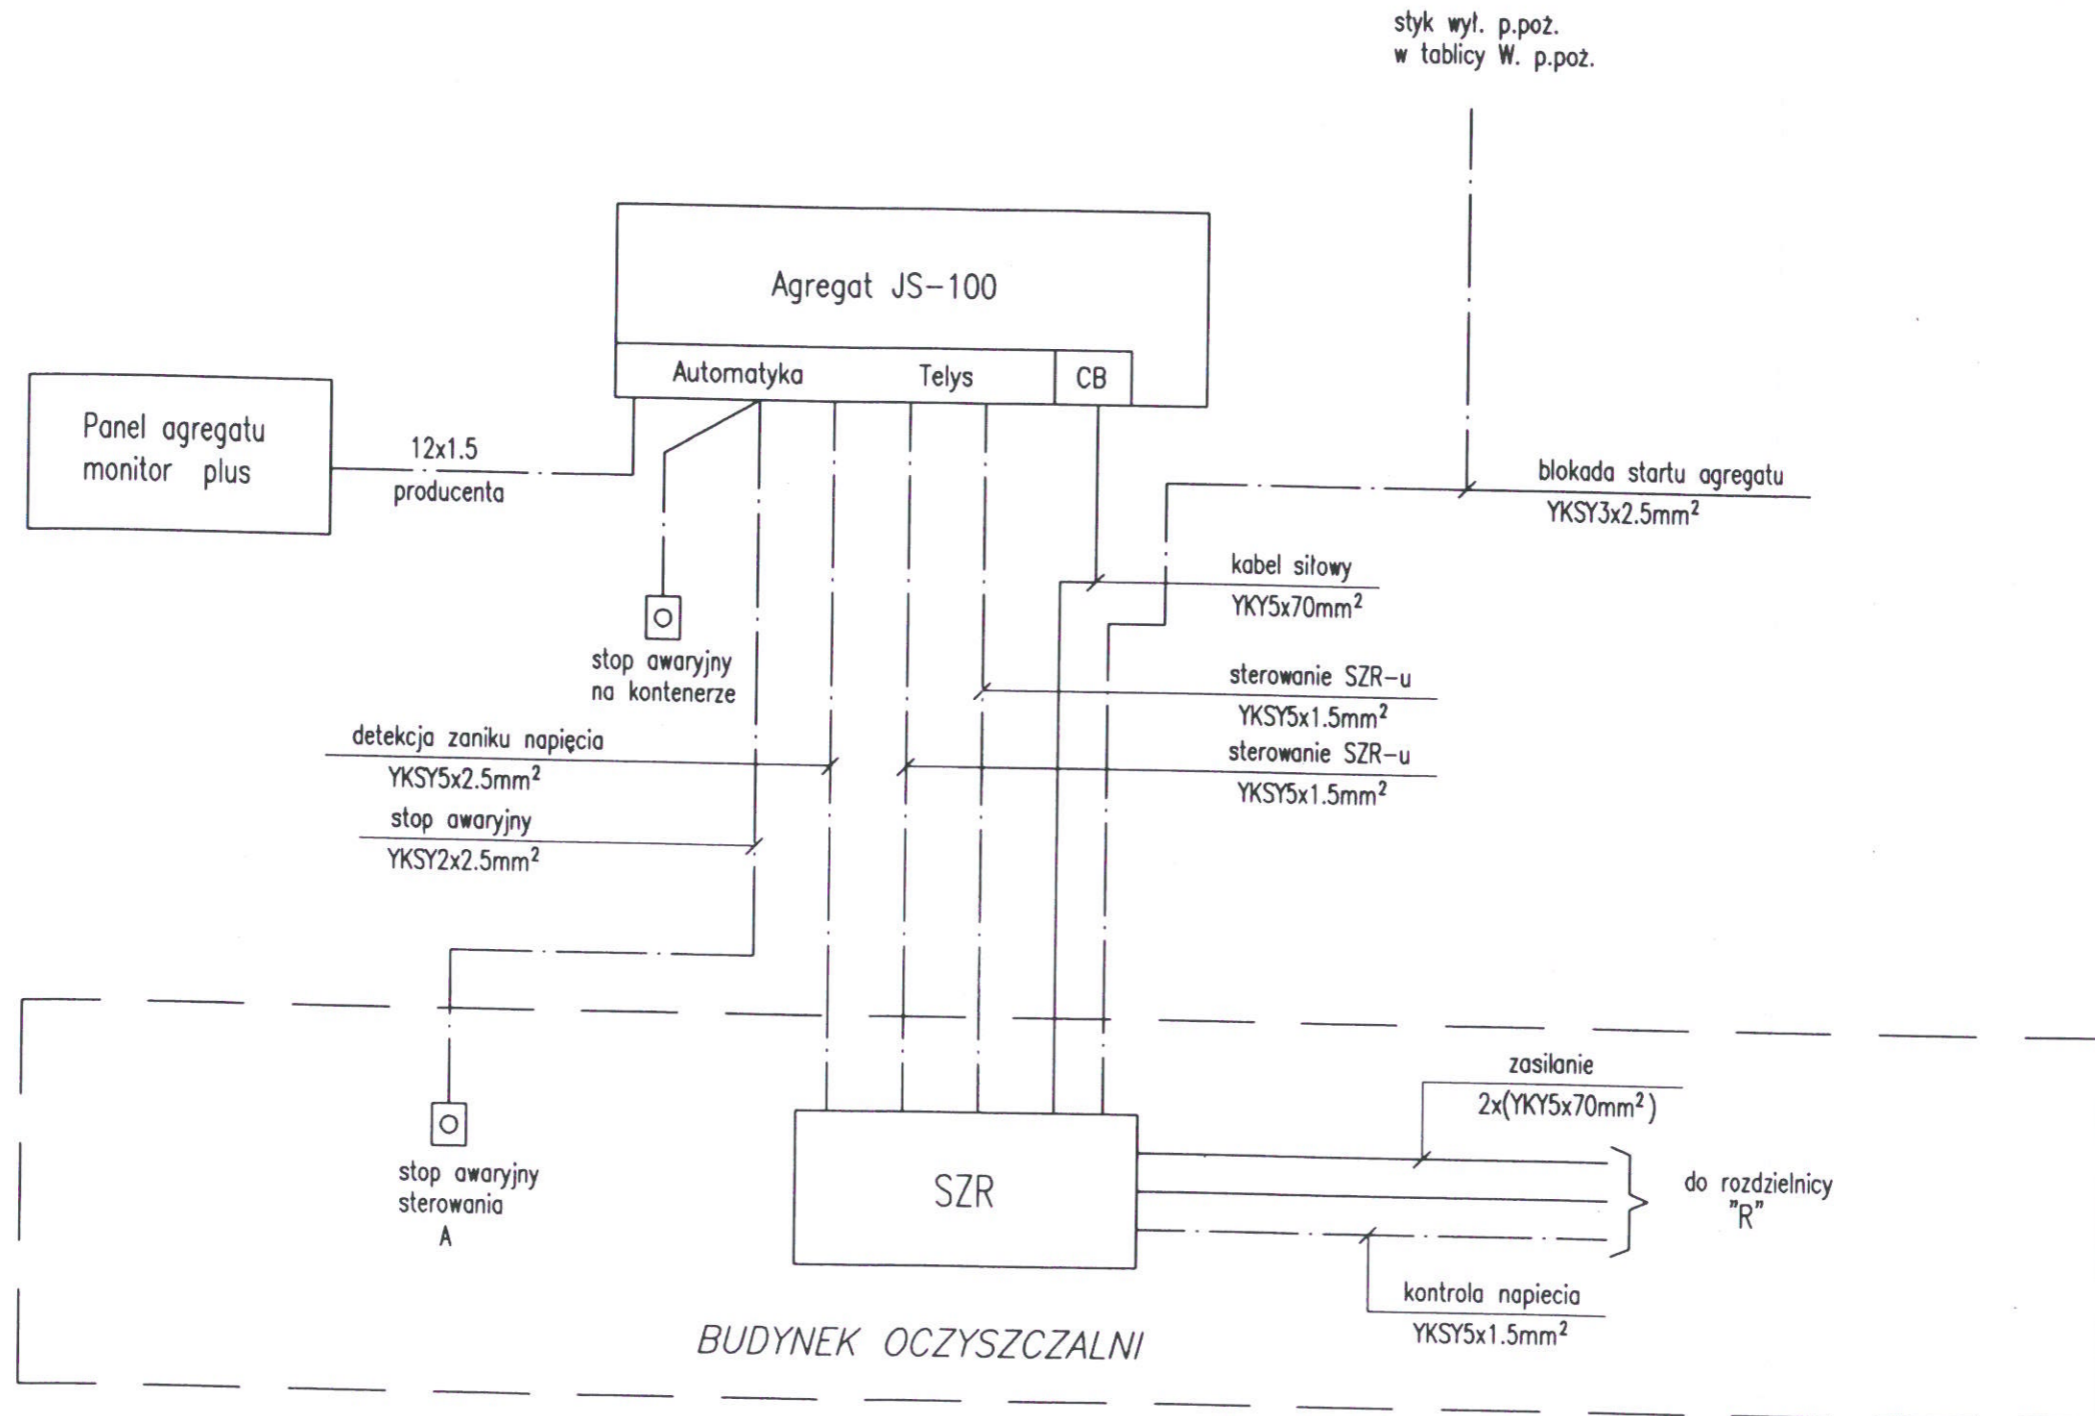 styk wył. p.poż.
w tablicy W. p.poż.
Agregat JS-100
Automatyka Telys CB
Panel agregatu
monitor plus
12x1.5
producenta
blokada startu agregatu
YKSY3x2.5mm²
kabel siłowy
YKY5x70mm²
stop awaryjny
na kontenerze
sterowanie SZR-u
YKSY5x1.5mm²
detekcja zaniku napięcia
YKSY5x2.5mm²
sterowanie SZR-u
YKSY5x1.5mm²
stop awaryjny
YKSY2x2.5mm²
zasilanie
2x(YKY5x70mm²)
stop awaryjny
sterowania
A
SZR
do rozdzielnicy
"R"
kontrola napiecia
YKSY5x1.5mm²
BUDYNEK OCZYSZCZALNI